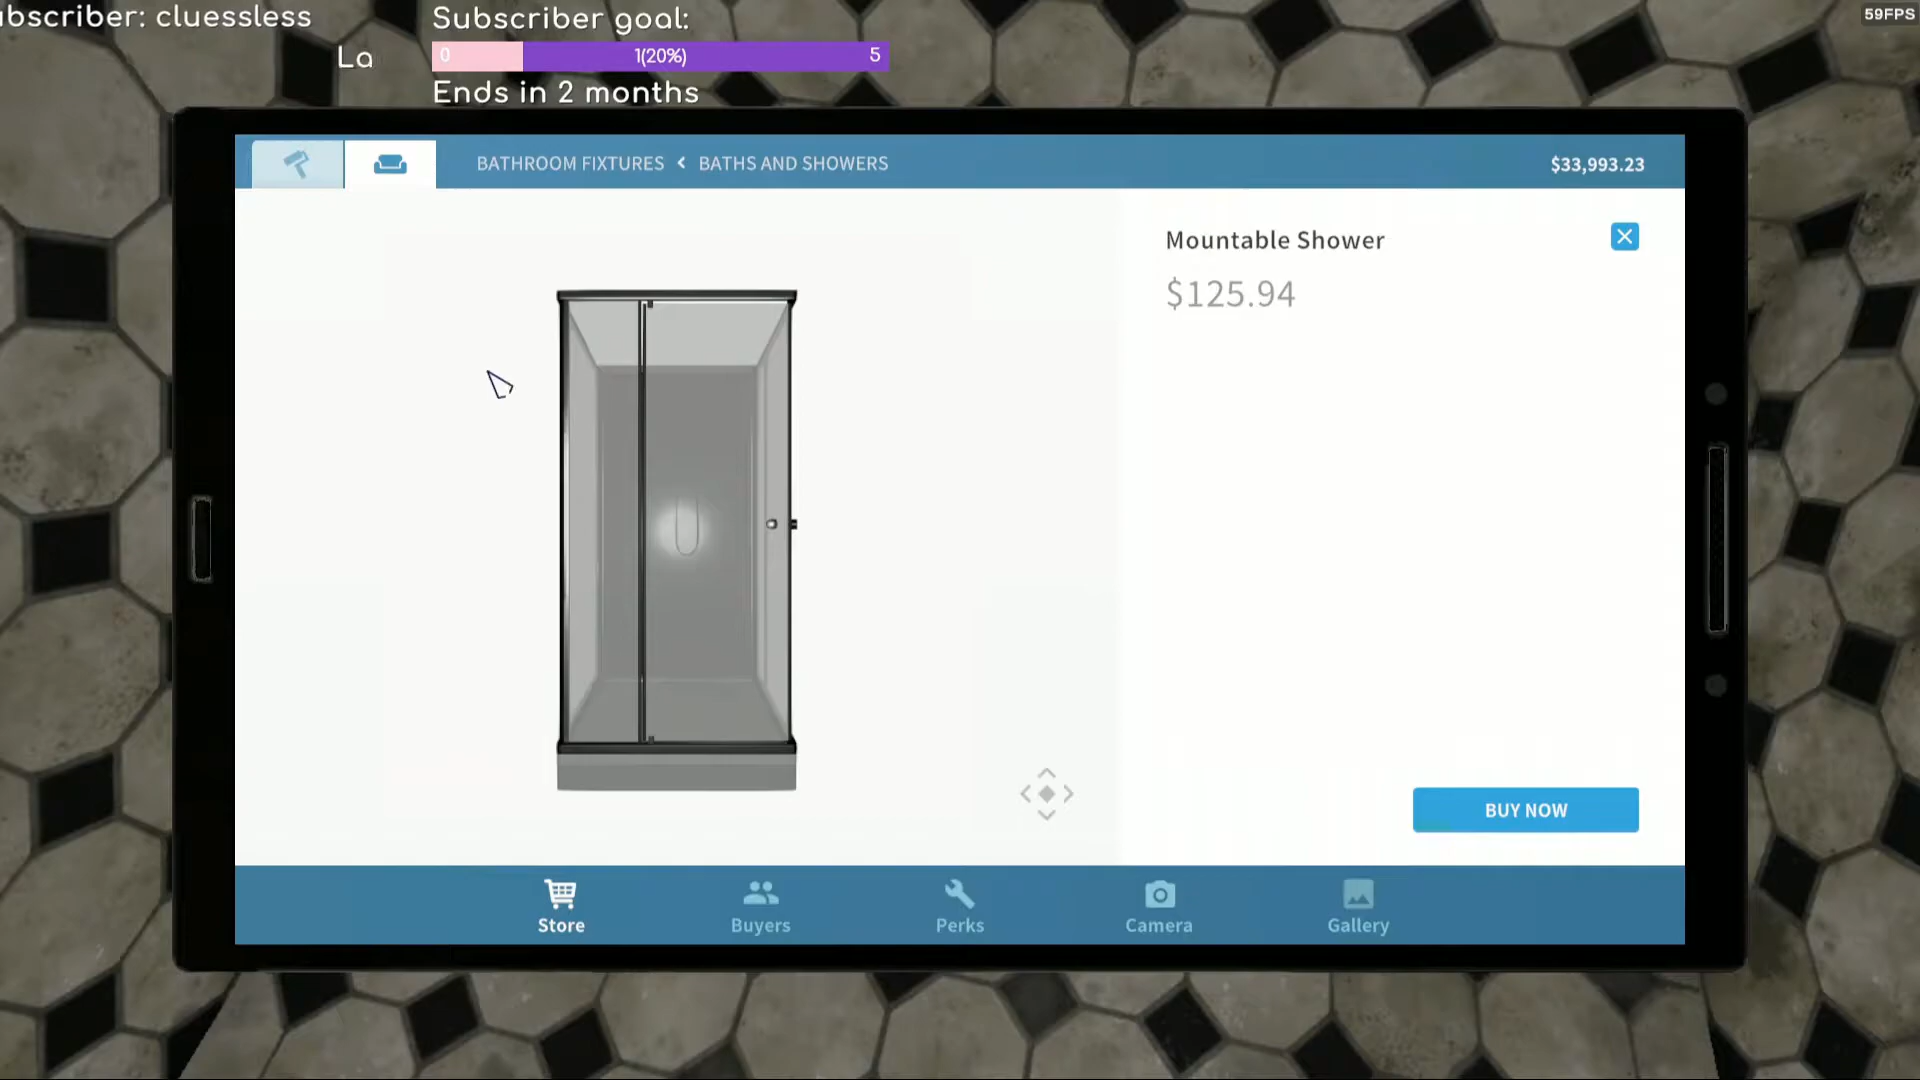 bscriber: cluessless
La
Subscriber goal:
0 1(20%) 5
Ends in 2 months
59FPS
BATHROOM FIXTURES < BATHS AND SHOWERS
$33,993.23
Mountable Shower
$125.94
BUY NOW
Store
Buyers
Perks
Camera
Gallery